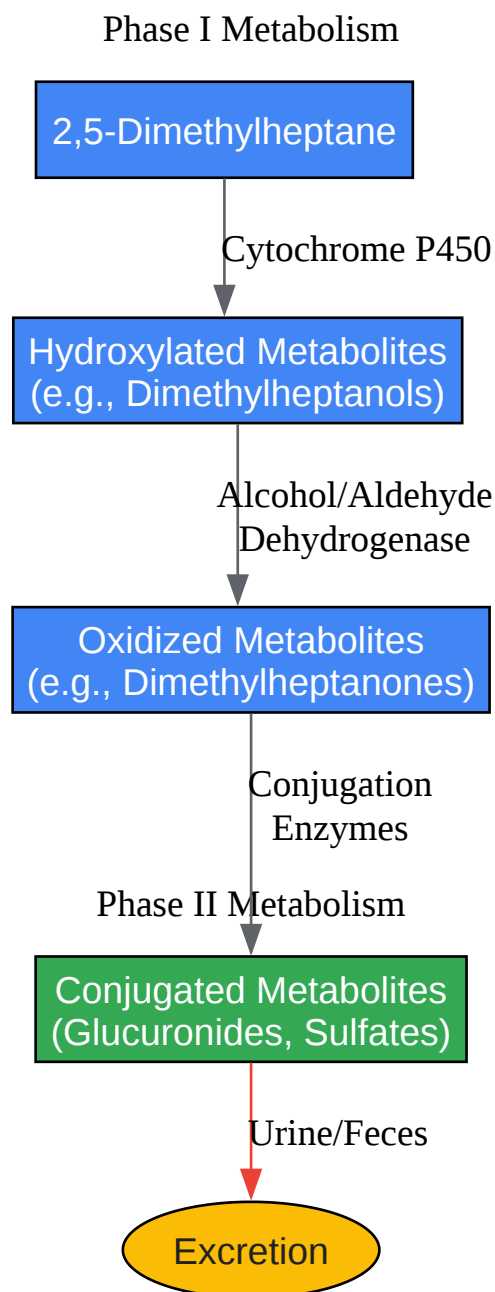 Phase I Metabolism
2,5-Dimethylheptane
Cytochrome P450
Hydroxylated Metabolites
(e.g., Dimethylheptanols)
Alcohol/Aldehyde
Dehydrogenase
Oxidized Metabolites
(e.g., Dimethylheptanones)
Conjugation
Enzymes
Phase II Metabolism
Conjugated Metabolites
(Glucuronides, Sulfates)
Urine/Feces
Excretion